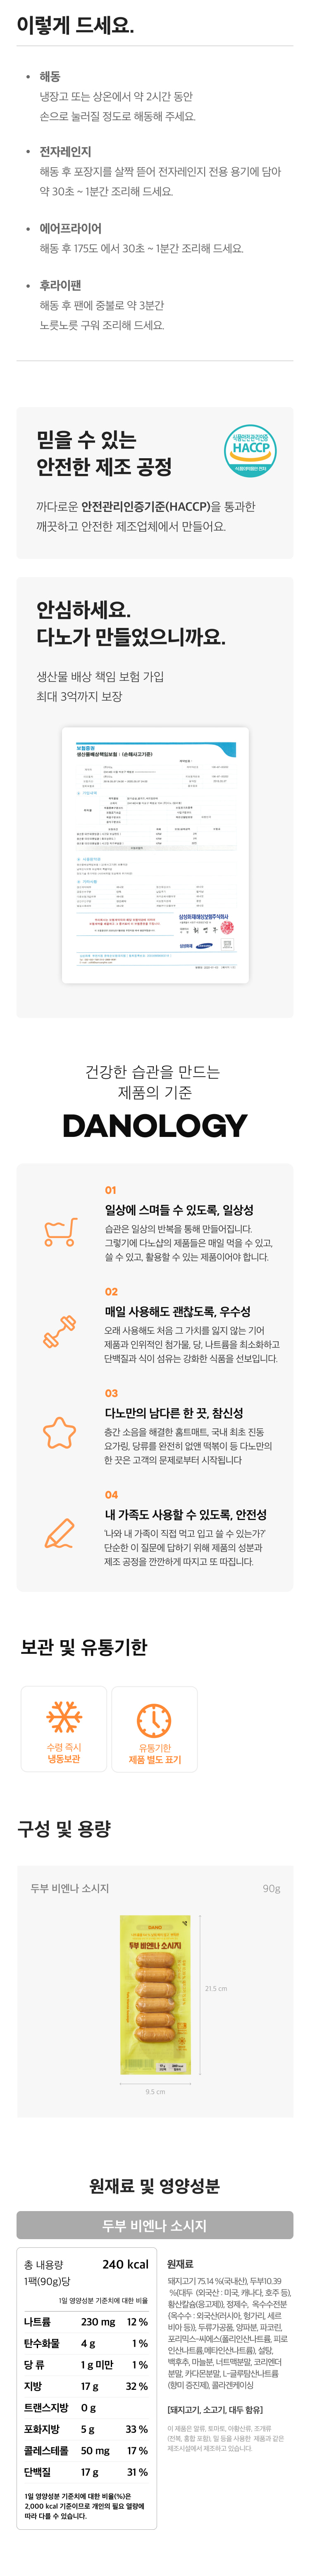 이렇게 드세요.
해동
냉장고 또는 상온에서 약 2시간 동안
손으로 눌러질 정도로 해동해 주세요.
전자레인지
해동 후 포장지를 살짝 뜯어 전자레인지 전용 용기에 담아
약 30초 ~ 1분간 조리해 드세요.
에어프라이어
해동 후 175도 에서 30초 ~ 1분간 조리해 드세요.
후라이팬
해동 후 팬에 중불로 약 3분간
노릇노릇 구워 조리해 드세요.
믿을 수 있는
안전한 제조 공정
식품안전관리인증
HACCP
식품의약품안전처
까다로운 안전관리인증기준(HACCP)을 통과한
깨끗하고 안전한 제조업체에서 만들어요.
안심하세요.
다노가 만들었으니까요.
생산물 배상 책임 보험 가입
최대 3억까지 보장
보험증권
생산물배상책임보험 : (손해사고기준)
삼성화재해상보험주식회사
삼성화재
SAMSUNG
건강한 습관을 만드는
제품의 기준
DANOLOGY
01
일상에 스며들 수 있도록, 일상성
습관은 일상의 반복을 통해 만들어집니다.
그렇기에 다노샵의 제품들은 매일 먹을 수 있고,
쓸 수 있고, 활용할 수 있는 제품이어야 합니다.
02
매일 사용해도 괜찮도록, 우수성
오래 사용해도 처음 그 가치를 잃지 않는 기어
제품과 인위적인 첨가물, 당, 나트륨을 최소화하고
단백질과 식이 섬유는 강화한 식품을 선보입니다.
03
다노만의 남다른 한 끗, 참신성
층간 소음을 해결한 홈트매트, 국내 최초 진동
요가링, 당류를 완전히 없앤 떡볶이 등 다노만의
한 끗은 고객의 문제로부터 시작됩니다
04
내 가족도 사용할 수 있도록, 안전성
'나와 내 가족이 직접 먹고 입고 쓸 수 있는가?'
단순한 이 질문에 답하기 위해 제품의 성분과
제조 공정을 깐깐하게 따지고 또 따집니다.
보관 및 유통기한
수령 즉시
냉동보관
유통기한
제품 별도 표기
구성 및 용량
두부 비엔나 소시지
90g
DANO
두부 비엔나 소시지
21.5 cm
9.5 cm
원재료 및 영양성분
두부 비엔나 소시지
총 내용량
240 kcal
1팩(90g)당
1일 영양성분 기준치에 대한 비율
나트륨 230 mg 12 %
탄수화물 4 g 1 %
당 류 1 g 미만 1 %
지방 17 g 32 %
트랜스지방 0 g
포화지방 5 g 33 %
콜레스테롤 50 mg 17 %
단백질 17 g 31 %
1일 영양성분 기준치에 대한 비율(%)은
2,000 kcal 기준이므로 개인의 필요 열량에
따라 다를 수 있습니다.
원재료
돼지고기 75.14 %(국내산), 두부10.39
%(대두 (외국산 : 미국, 캐나다, 호주 등),
황산칼슘(응고제)), 정제수, 옥수수전분
(옥수수 : 외국산(러시아, 헝가리, 세르
비아 등)), 두류가공품, 양파분, 파코린,
포리믹스-씨에스(폴리인산나트륨, 피로
인산나트륨,메타인산나트륨), 설탕,
백후추, 마늘분, 너트맥분말, 코리엔더
분말, 카다몬분말, L-글루탐산나트륨
(향미 증진제), 콜라겐케이싱
[돼지고기, 소고기, 대두 함유]
이 제품은 알류, 토마토, 아황산류, 조개류
(전복, 홍합 포함), 밀 등을 사용한 제품과 같은
제조시설에서 제조하고 있습니다.